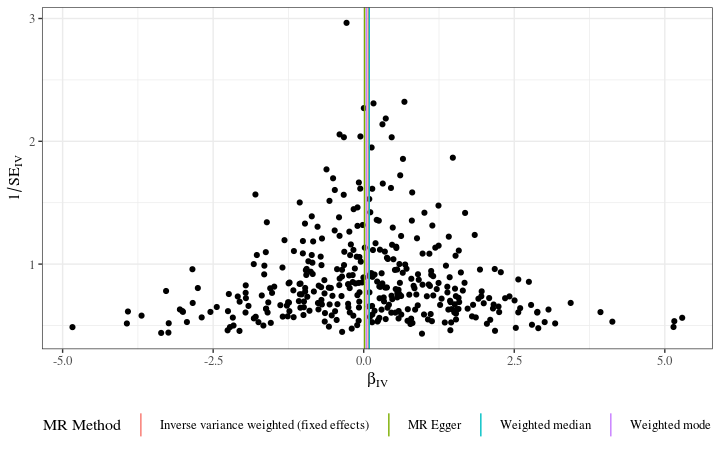 3
2
1
1/SE_IV
-5.0 -2.5 0.0 2.5 5.0
β_IV
MR Method Inverse variance weighted (fixed effects) MR Egger Weighted median Weighted mode